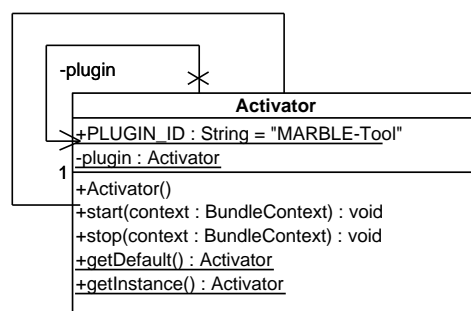 -plugin
Activator
+PLUGIN_ID : String = "MARBLE-Tool"
-plugin : Activator
1
+Activator()
+start(context : BundleContext) : void
+stop(context : BundleContext) : void
+getDefault() : Activator
+getInstance() : Activator